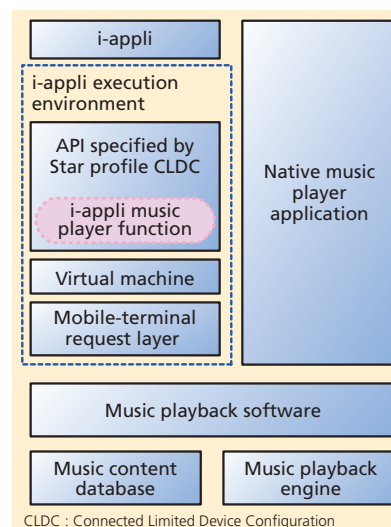 i-appli
i-appli execution
environment
API specified by
Star profile CLDC
i-appli music
player function
Virtual machine
Mobile-terminal
request layer
Native music
player
application
Music playback software
Music content
database
Music playback
engine
CLDC : Connected Limited Device Configuration